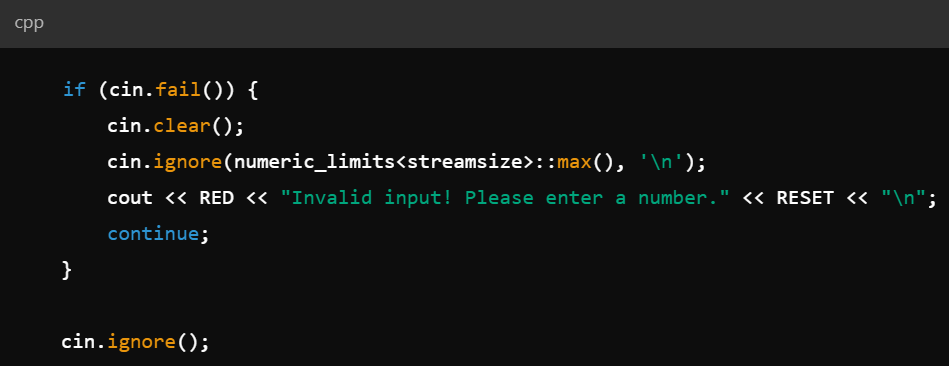 cpp
if (cin.fail()) {
cin.clear();
cin.ignore(numeric_limits<streamsize>::max(), '\n');
cout << RED << "Invalid input! Please enter a number." << RESET << "\n";
continue;
}
cin.ignore();